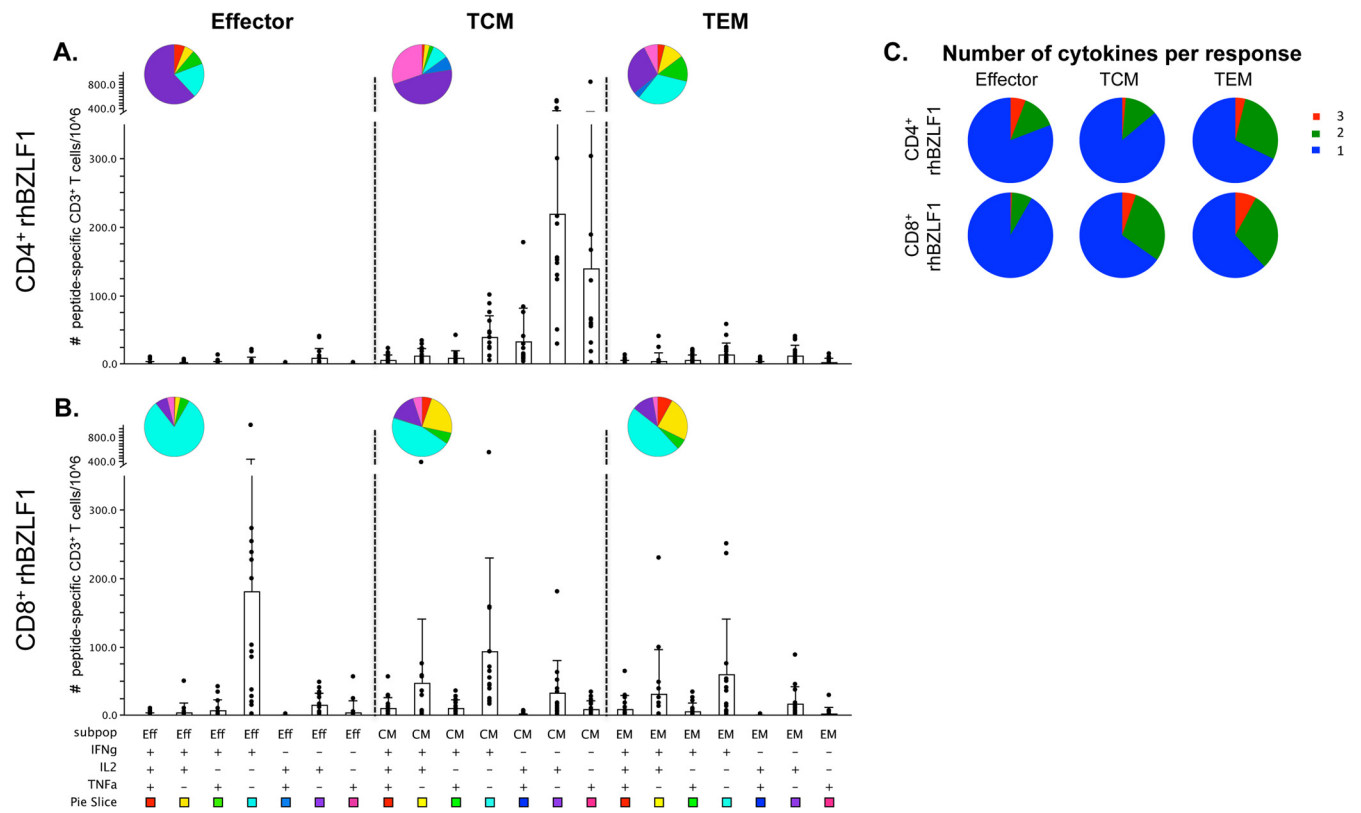 Effector TCM TEM
A.
CD4+ rhBZLF1
# peptide-specific CD3+ T cells/10^6
800.0
400.0
300.0
200.0
100.0
0.0
B.
CD8+ rhBZLF1
# peptide-specific CD3+ T cells/10^6
800.0
400.0
300.0
200.0
100.0
0.0
subpop Eff Eff Eff Eff Eff Eff Eff CM CM CM CM CM CM CM EM EM EM EM EM EM EM
IFNg + + + + – – – + + + + – – – + + + + – – –
IL2 + + – – + + – + + – – + + – + + – – + + –
TNFa + – + – + – + + – + – + – + + – + – + – +
Pie Slice
C. Number of cytokines per response
Effector TCM TEM
CD4+
rhBZLF1
CD8+
rhBZLF1
3
2
1